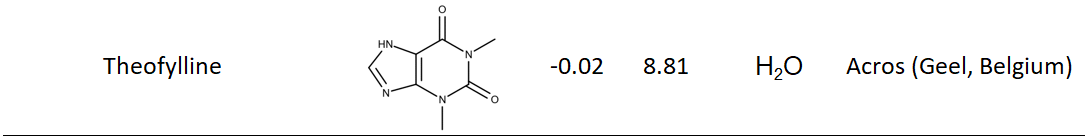 O
HN
N
Theofylline -0.02 8.81 H₂O Acros (Geel, Belgium)
N
N
O